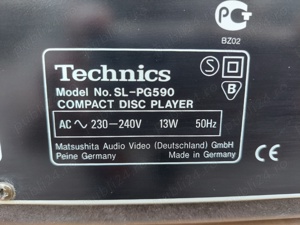 BZ02
Technics
Model No. SL-PG590
COMPACT DISC PLAYER
AC ~ 230-240V 13W 50Hz
Matsushita Audio Video (Deutschland) GmbH
Peine Germany Made in Germany
S
B
CE